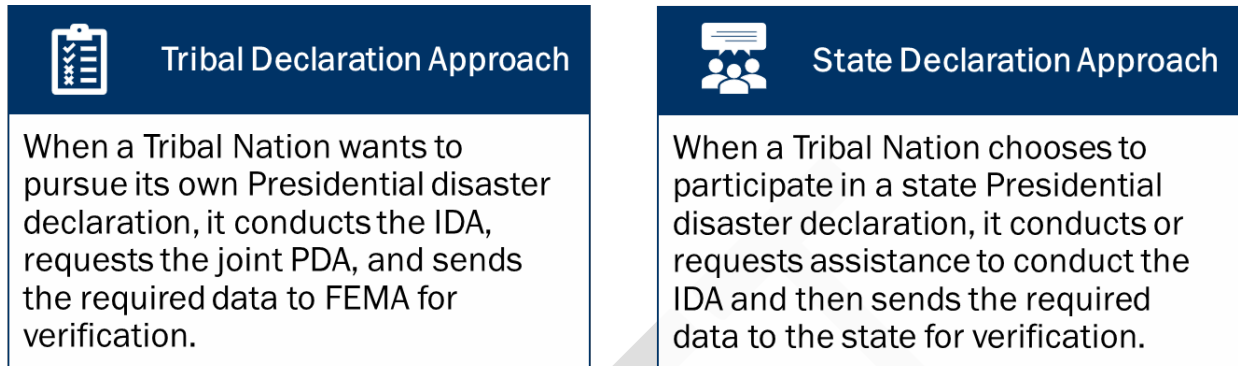 Tribal Declaration Approach
When a Tribal Nation wants to
pursue its own Presidential disaster
declaration, it conducts the IDA,
requests the joint PDA, and sends
the required data to FEMA for
verification.
State Declaration Approach
When a Tribal Nation chooses to
participate in a state Presidential
disaster declaration, it conducts or
requests assistance to conduct the
IDA and then sends the required
data to the state for verification.